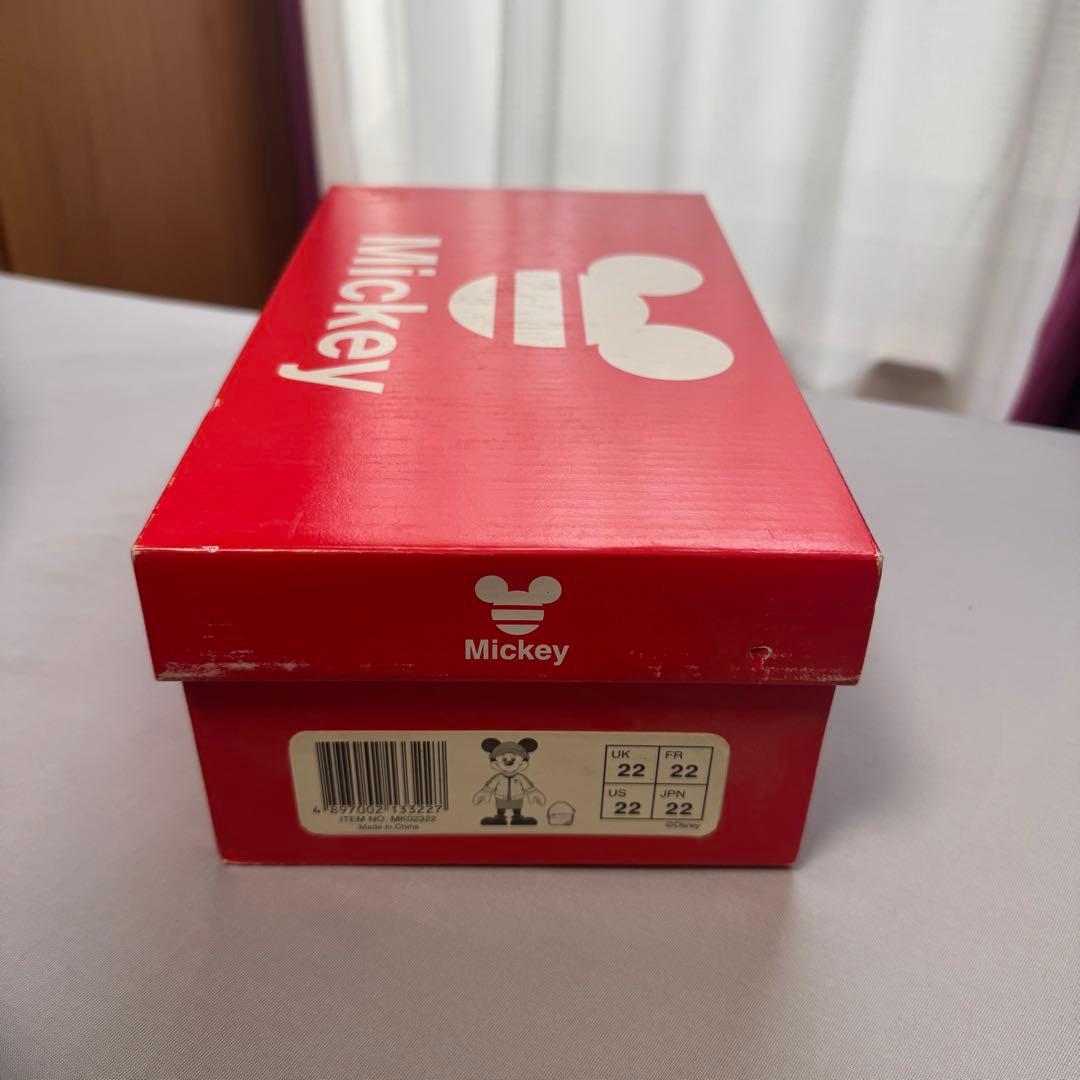 Mickey
Mickey
4 897002 133227
ITEM NO. MK02322
Made in China
UK 22
FR 22
US 22
JPN 22
©Disney